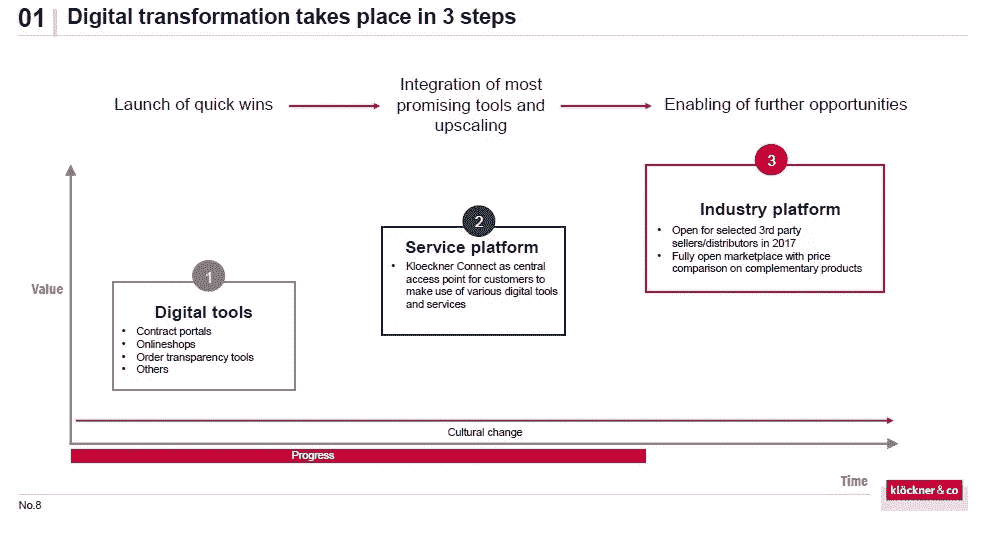 01 Digital transformation takes place in 3 steps
Launch of quick wins
Integration of most
promising tools and
upscaling
Enabling of further opportunities
Value
1
Digital tools
• Contract portals
• Onlineshops
• Order transparency tools
• Others
2
Service platform
• Kloeckner Connect as central
access point for customers to
make use of various digital tools
and services
3
Industry platform
• Open for selected 3rd party
sellers/distributors in 2017
• Fully open marketplace with price
comparison on complementary products
Cultural change
Progress
Time
klöckner & co
No.8